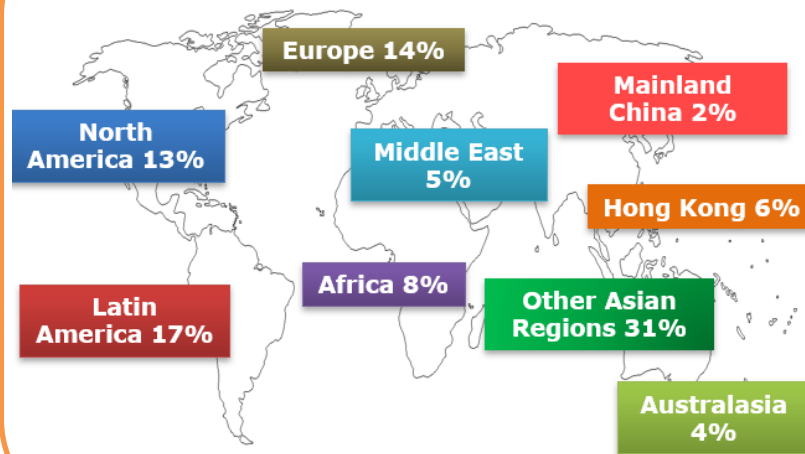 Europe 14%
Mainland
China 2%
North
America 13%
Middle East
5%
Hong Kong 6%
Africa 8%
Latin
America 17%
Other Asian
Regions 31%
Australasia
4%